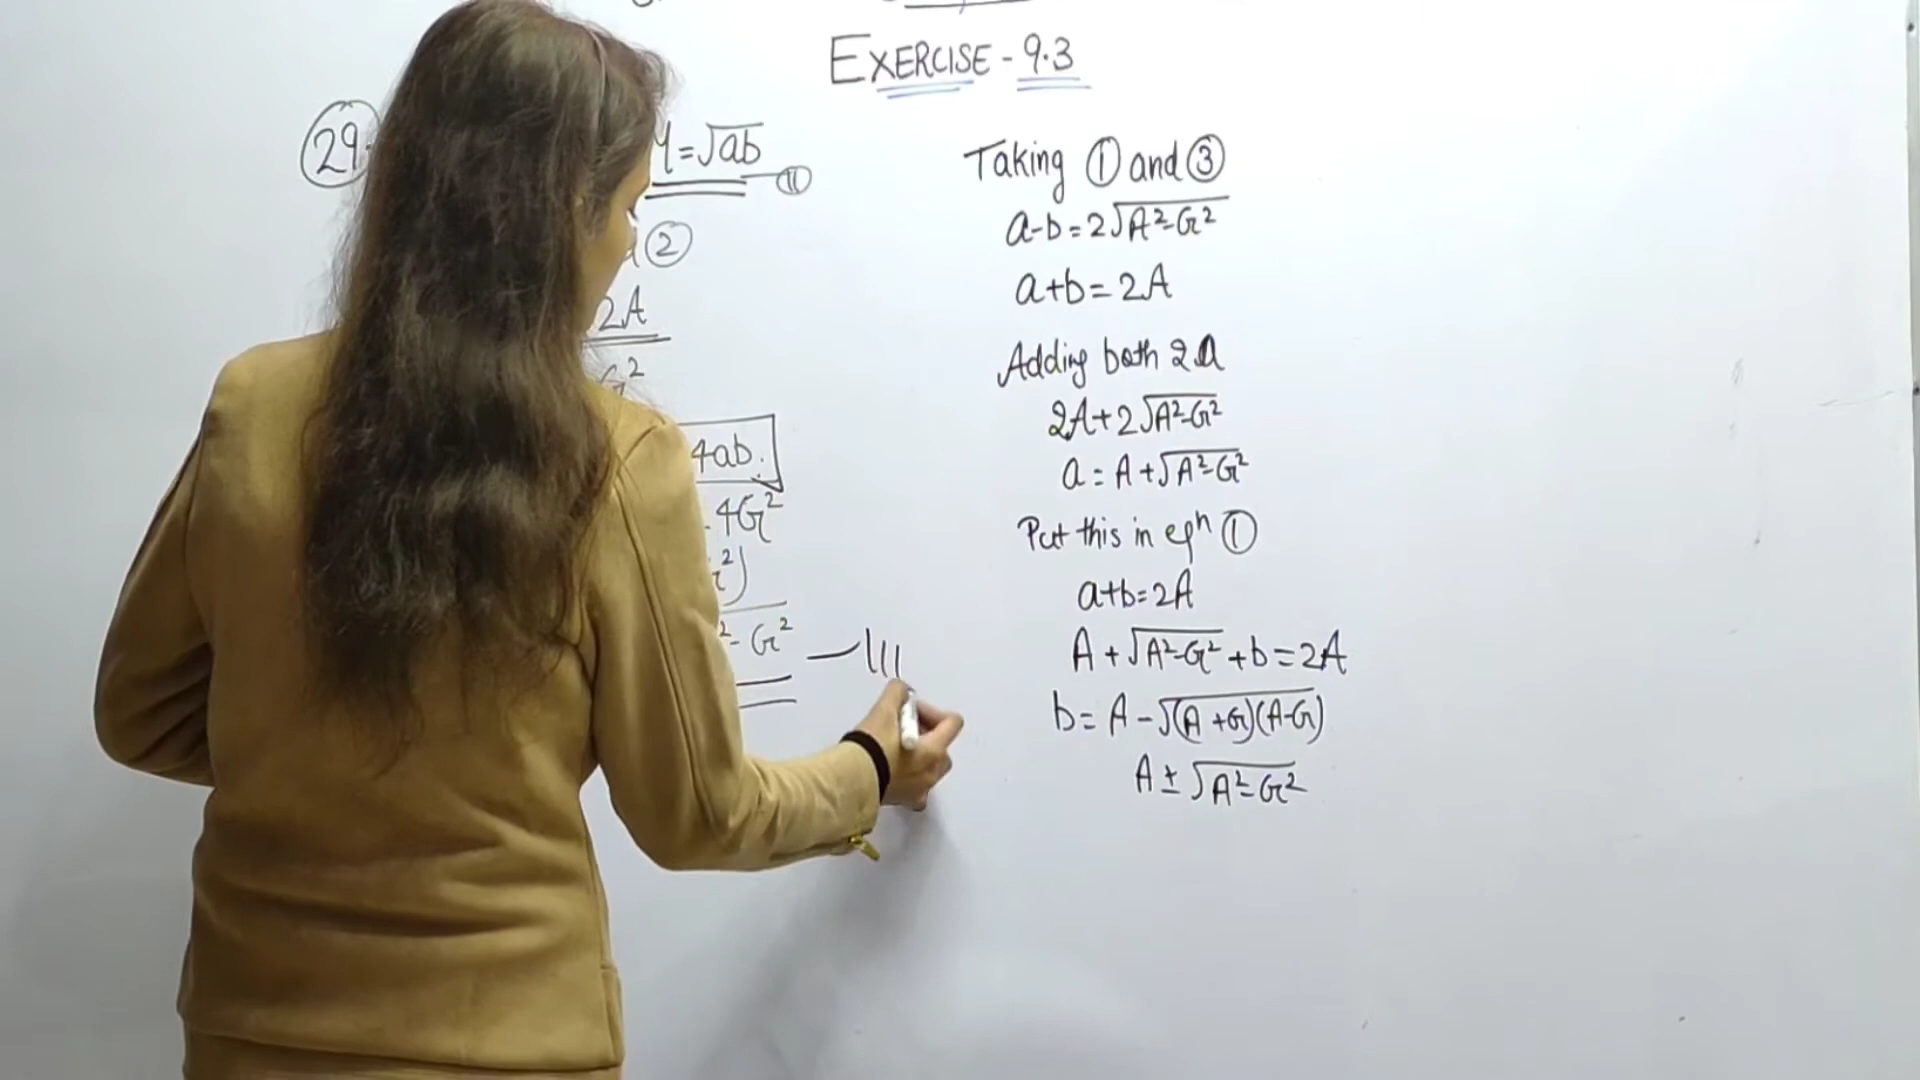 EXERCISE - 9.3
29.
=√ab — (II)
②
2A
G²
4ab.
4G²
²)
²- G² — III
Taking ① and ③
a-b = 2√A²-G²
a+b = 2A
Adding both 2a
2A + 2√A²-G²
a = A + √A²-G²
Put this in eqn ①
a+b = 2A
A + √A²-G² + b = 2A
b = A - √(A+G)(A-G)
A ± √A²-G²